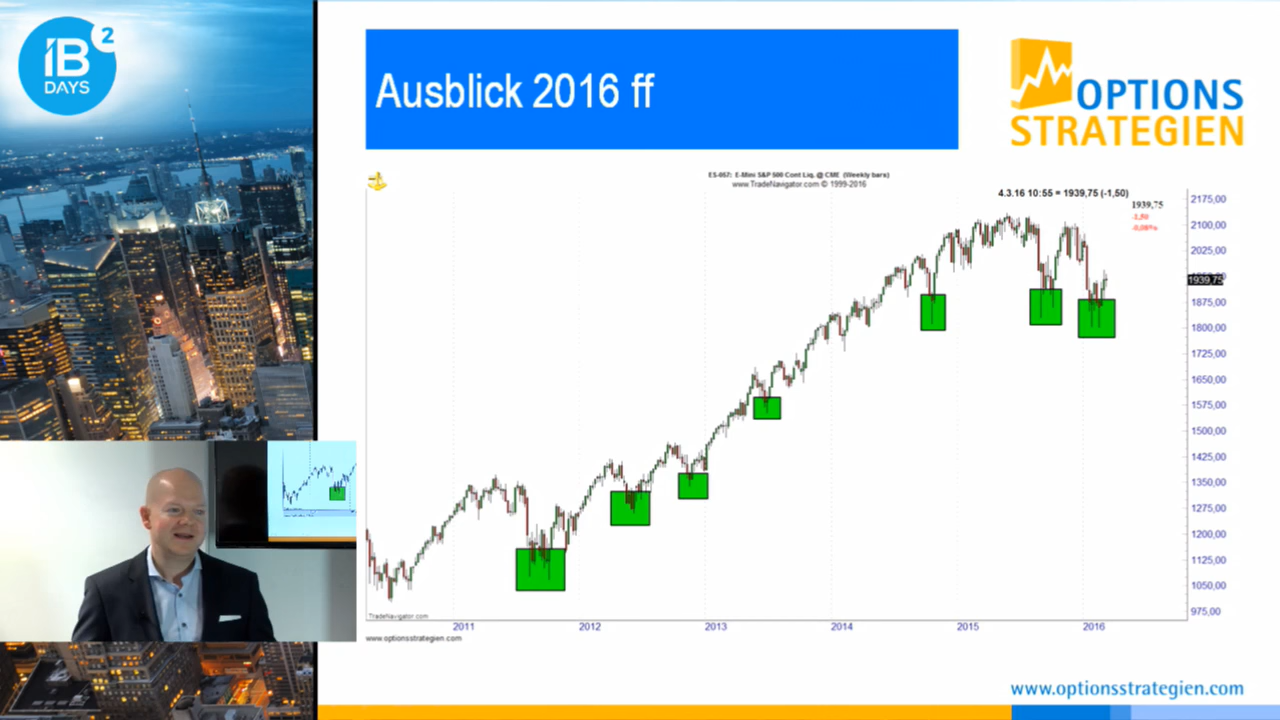 IB 2
DAYS
Ausblick 2016 ff
OPTIONS
STRATEGIEN
ES-067: E-Mini S&P 500 Cont Liq. @ CME (Weekly bars)
www.TradeNavigator.com © 1999-2016
4.3.16 10:55 = 1939,75 (-1,50)
1939,75
-1,50
-0,08%
2175,00
2100,00
2025,00
1939,75
1875,00
1800,00
1725,00
1650,00
1575,00
1500,00
1425,00
1350,00
1275,00
1200,00
1125,00
1050,00
975,00
TradeNavigator.com
2011 2012 2013 2014 2015 2016
www.optionsstrategien.com
www.optionsstrategien.com